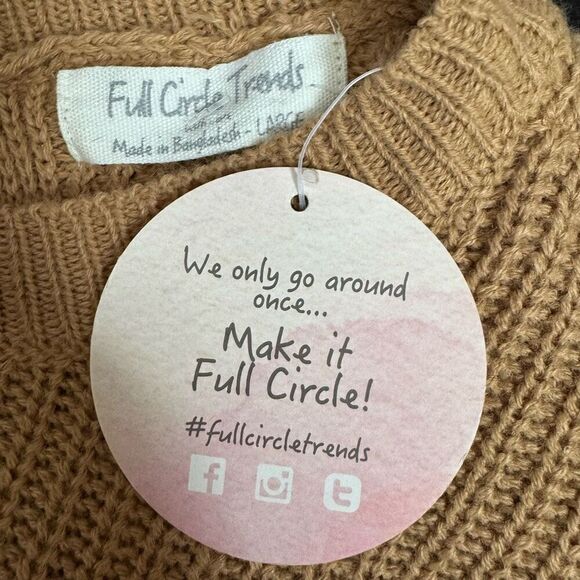 Full Circle Trends
Made in Bangladesh - LARGE
We only go around
once...
Make it
Full Circle!
#fullcircletrends